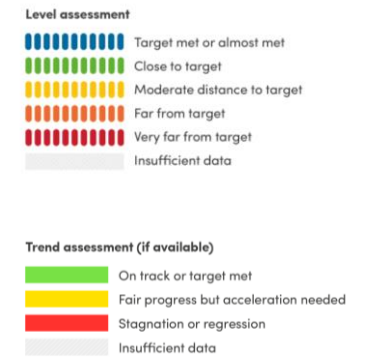 Level assessment
Target met or almost met
Close to target
Moderate distance to target
Far from target
Very far from target
Insufficient data
Trend assessment (if available)
On track or target met
Fair progress but acceleration needed
Stagnation or regression
Insufficient data